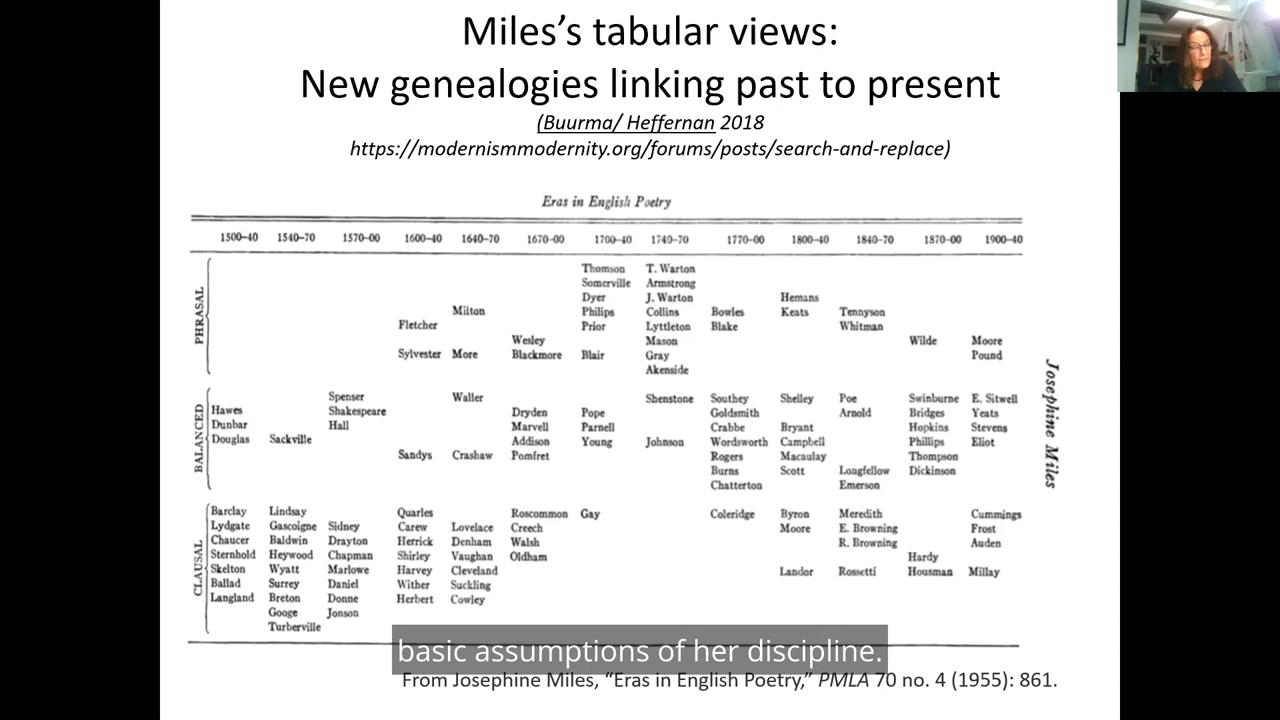 Miles’s tabular views:
New genealogies linking past to present
(Buurma/ Heffernan 2018
https://modernismmodernity.org/forums/posts/search-and-replace)
Eras in English Poetry
1500–40 1540–70 1570–00 1600–40 1640–70 1670–00 1700–40 1740–70 1770–00 1800–40 1840–70 1870–00 1900–40
PHRASAL
Thomson T. Warton
Somerville Armstrong
Dyer J. Warton Hemans
Milton Philips Collins Bowles Keats Tennyson
Fletcher Prior Lyttleton Blake Whitman
Wesley Mason Wilde Moore
Sylvester More Blackmore Blair Gray Pound
Akenside
BALANCED
Spenser Waller Shenstone Southey Shelley Poe Swinburne E. Sitwell
Hawes Shakespeare Dryden Pope Goldsmith Arnold Bridges Yeats
Dunbar Hall Marvell Parnell Crabbe Bryant Hopkins Stevens
Douglas Sackville Addison Young Johnson Wordsworth Campbell Phillips Eliot
Sandys Crashaw Pomfret Rogers Macaulay Thompson
Burns Scott Longfellow Dickinson
Chatterton Emerson
CLAUSAL
Barclay Lindsay Quarles Roscommon Gay Coleridge Byron Meredith Cummings
Lydgate Gascoigne Sidney Carew Lovelace Creech Moore E. Browning Frost
Chaucer Baldwin Drayton Herrick Denham Walsh R. Browning Auden
Sternhold Heywood Chapman Shirley Vaughan Oldham Hardy
Skelton Wyatt Marlowe Harvey Cleveland Landor Rossetti Housman Millay
Ballad Surrey Daniel Wither Suckling
Langland Breton Donne Herbert Cowley
Googe Jonson
Turberville
Josephine Miles
basic assumptions of her discipline.
From Josephine Miles, “Eras in English Poetry,” PMLA 70 no. 4 (1955): 861.